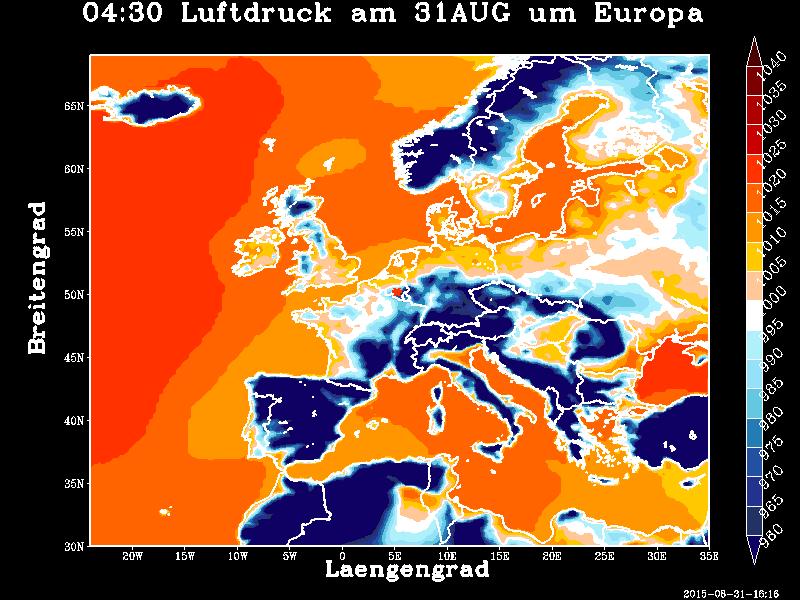 04:30 Luftdruck am 31AUG um Europa
1040
1035
1030
1025
1020
1015
1010
1005
1000
995
990
985
980
975
970
965
960
65N
60N
55N
50N
45N
40N
35N
30N
Breitengrad
20W 15W 10W 5W 0 5E 10E 15E 20E 25E 30E 35E
Laengengrad
2015-08-31-16:16